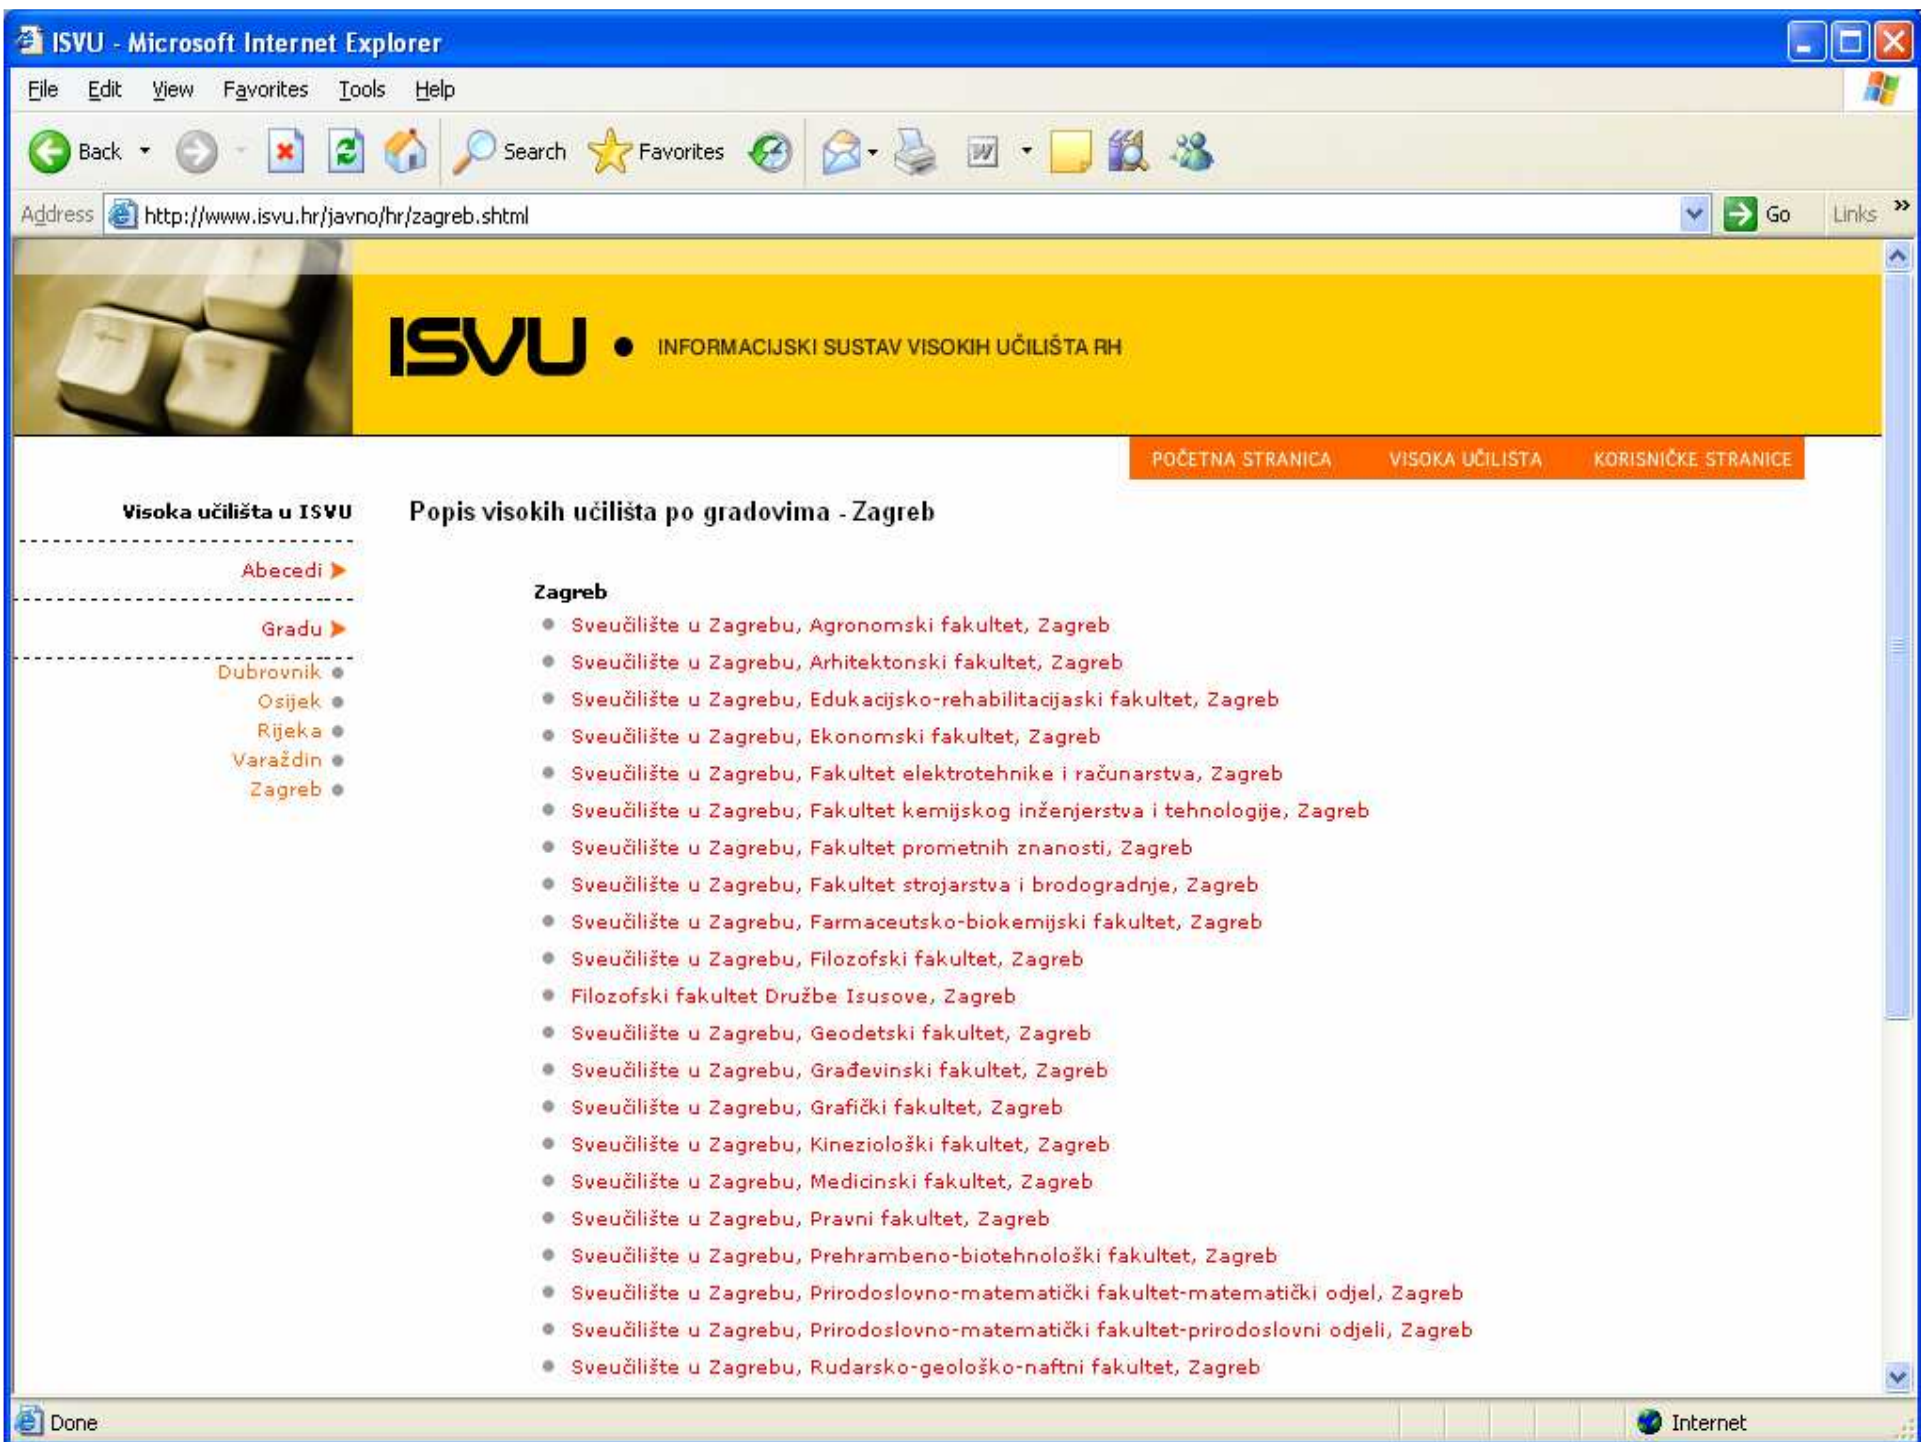 ISVU - Microsoft Internet Explorer
File Edit View Favorites Tools Help
Back Search Favorites
Address http://www.isvu.hr/javno/hr/zagreb.shtml Go Links »
ISVU • INFORMACIJSKI SUSTAV VISOKIH UČILIŠTA RH
POČETNA STRANICA VISOKA UČILIŠTA KORISNIČKE STRANICE
Visoka učilišta u ISVU
Abecedi
Gradu
Dubrovnik
Osijek
Rijeka
Varaždin
Zagreb
Popis visokih učilišta po gradovima - Zagreb
Zagreb
Sveučilište u Zagrebu, Agronomski fakultet, Zagreb
Sveučilište u Zagrebu, Arhitektonski fakultet, Zagreb
Sveučilište u Zagrebu, Edukacijsko-rehabilitacijaski fakultet, Zagreb
Sveučilište u Zagrebu, Ekonomski fakultet, Zagreb
Sveučilište u Zagrebu, Fakultet elektrotehnike i računarstva, Zagreb
Sveučilište u Zagrebu, Fakultet kemijskog inženjerstva i tehnologije, Zagreb
Sveučilište u Zagrebu, Fakultet prometnih znanosti, Zagreb
Sveučilište u Zagrebu, Fakultet strojarstva i brodogradnje, Zagreb
Sveučilište u Zagrebu, Farmaceutsko-biokemijski fakultet, Zagreb
Sveučilište u Zagrebu, Filozofski fakultet, Zagreb
Filozofski fakultet Družbe Isusove, Zagreb
Sveučilište u Zagrebu, Geodetski fakultet, Zagreb
Sveučilište u Zagrebu, Građevinski fakultet, Zagreb
Sveučilište u Zagrebu, Grafički fakultet, Zagreb
Sveučilište u Zagrebu, Kineziološki fakultet, Zagreb
Sveučilište u Zagrebu, Medicinski fakultet, Zagreb
Sveučilište u Zagrebu, Pravni fakultet, Zagreb
Sveučilište u Zagrebu, Prehrambeno-biotehnološki fakultet, Zagreb
Sveučilište u Zagrebu, Prirodoslovno-matematički fakultet-matematički odjel, Zagreb
Sveučilište u Zagrebu, Prirodoslovno-matematički fakultet-prirodoslovni odjeli, Zagreb
Sveučilište u Zagrebu, Rudarsko-geološko-naftni fakultet, Zagreb
Done Internet